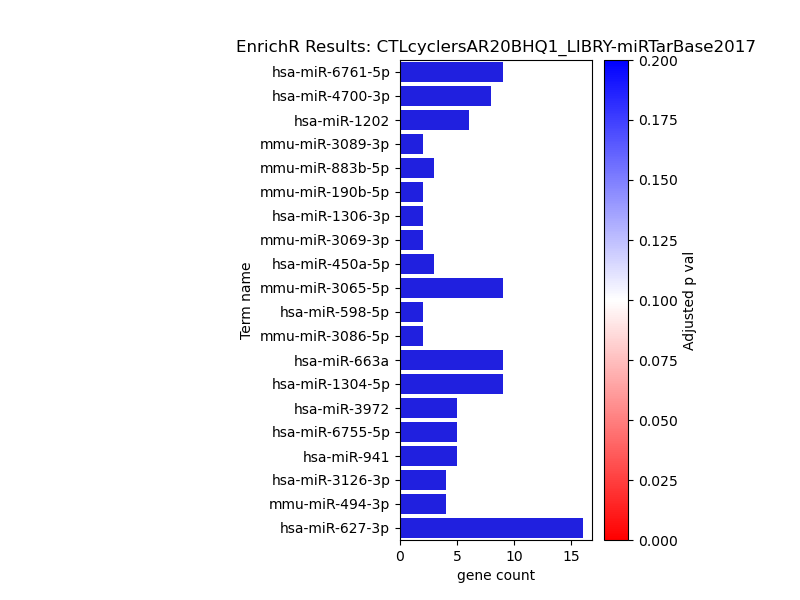 EnrichR Results: CTLcyclersAR20BHQ1_LIBRY-miRTarBase2017
hsa-miR-6761-5p
hsa-miR-4700-3p
hsa-miR-1202
mmu-miR-3089-3p
mmu-miR-883b-5p
mmu-miR-190b-5p
hsa-miR-1306-3p
mmu-miR-3069-3p
hsa-miR-450a-5p
mmu-miR-3065-5p
hsa-miR-598-5p
mmu-miR-3086-5p
hsa-miR-663a
hsa-miR-1304-5p
hsa-miR-3972
hsa-miR-6755-5p
hsa-miR-941
hsa-miR-3126-3p
mmu-miR-494-3p
hsa-miR-627-3p
Term name
0 5 10 15
gene count
0.200
0.175
0.150
0.125
0.100
0.075
0.050
0.025
0.000
Adjusted p val